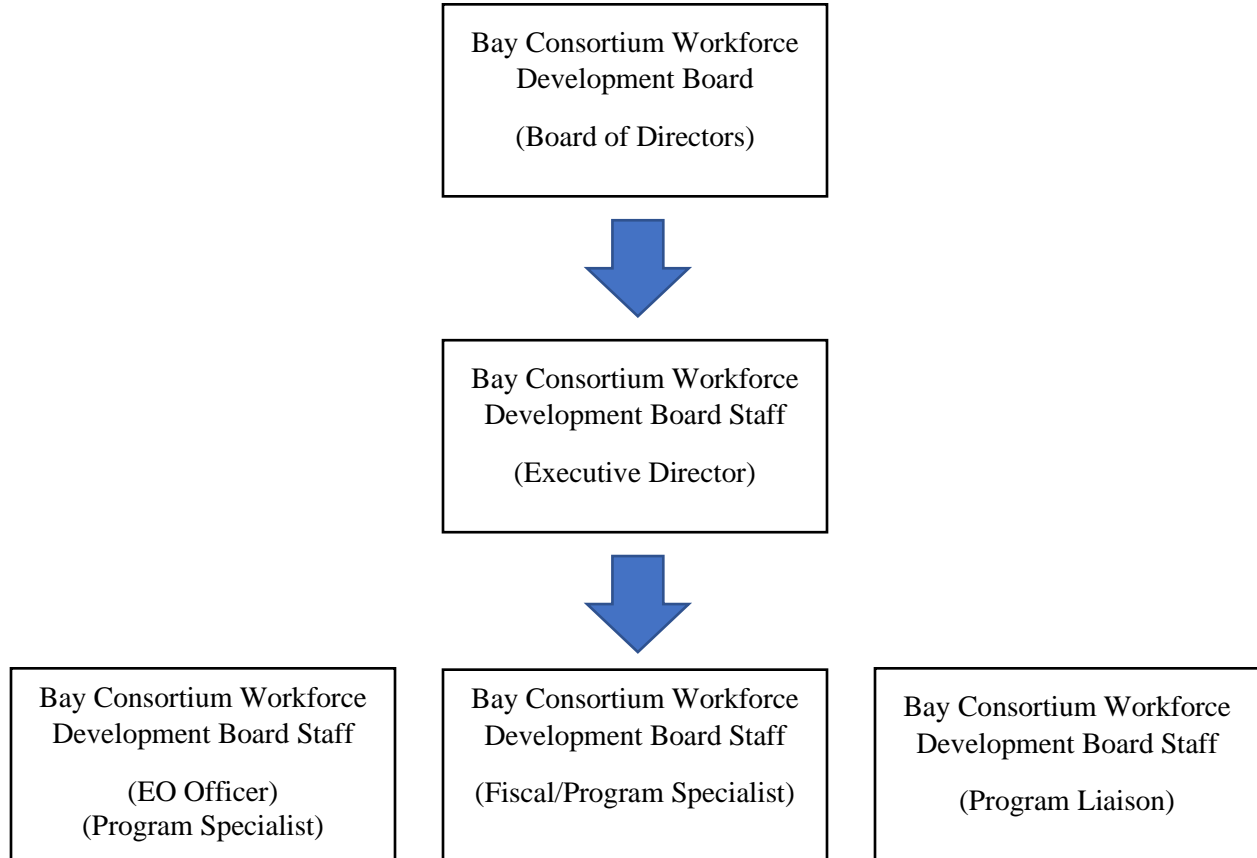 Bay Consortium Workforce
Development Board
(Board of Directors)
Bay Consortium Workforce
Development Board Staff
(Executive Director)
Bay Consortium Workforce
Development Board Staff
(EO Officer)
(Program Specialist)
Bay Consortium Workforce
Development Board Staff
(Fiscal/Program Specialist)
Bay Consortium Workforce
Development Board Staff
(Program Liaison)